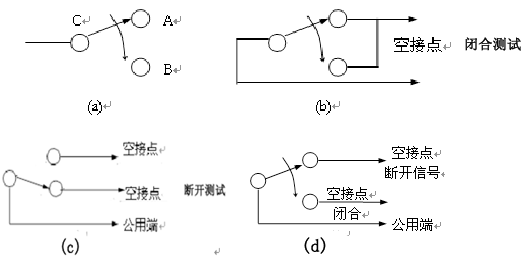 C A
B
(a)
空接点 闭合测试
(b)
空接点
空接点 断开测试
公用端
(c)
空接点
断开信号
空接点
闭合
公用端
(d)